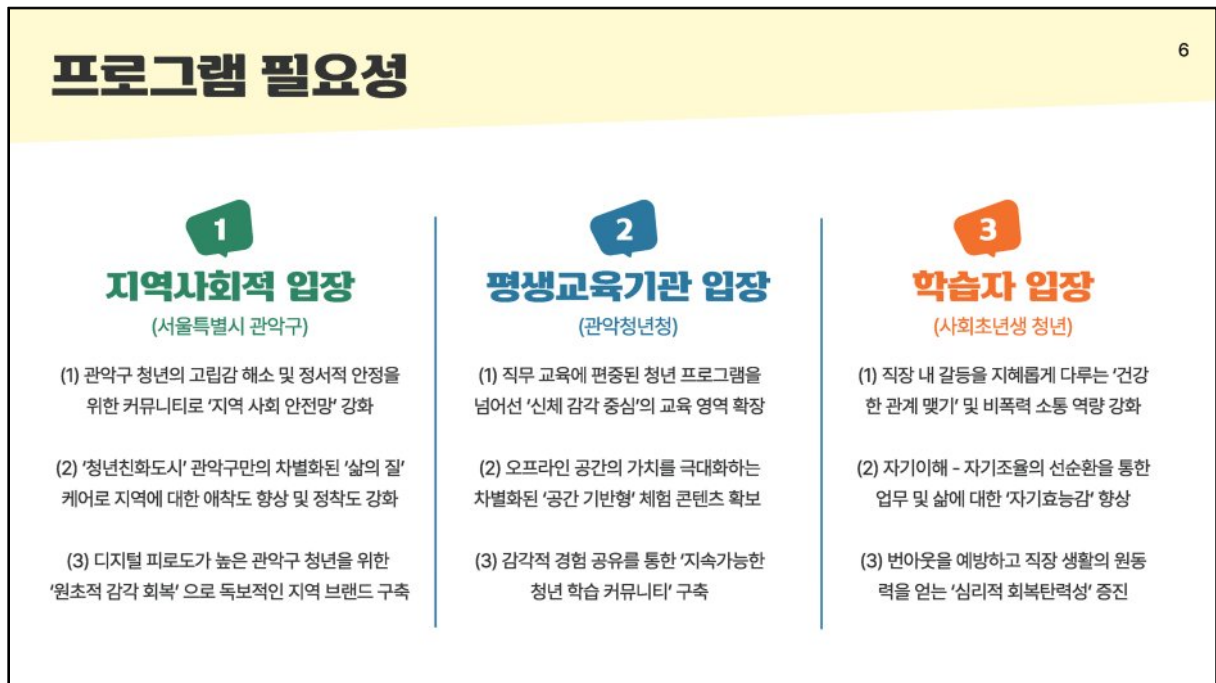 프로그램 필요성
6
1
지역사회적 입장
(서울특별시 관악구)
(1) 관악구 청년의 고립감 해소 및 정서적 안정을
위한 커뮤니티로 ‘지역 사회 안전망’ 강화
(2) ‘청년친화도시’ 관악구만의 차별화된 ‘삶의 질’
케어로 지역에 대한 애착도 향상 및 정착도 강화
(3) 디지털 피로도가 높은 관악구 청년을 위한
‘원초적 감각 회복’ 으로 독보적인 지역 브랜드 구축
2
평생교육기관 입장
(관악청년청)
(1) 직무 교육에 편중된 청년 프로그램을
넘어선 ‘신체 감각 중심’의 교육 영역 확장
(2) 오프라인 공간의 가치를 극대화하는
차별화된 ‘공간 기반형’ 체험 콘텐츠 확보
(3) 감각적 경험 공유를 통한 ‘지속가능한
청년 학습 커뮤니티’ 구축
3
학습자 입장
(사회초년생 청년)
(1) 직장 내 갈등을 지혜롭게 다루는 ‘건강
한 관계 맺기’ 및 비폭력 소통 역량 강화
(2) 자기이해 – 자기조율의 선순환을 통한
업무 및 삶에 대한 ‘자기효능감’ 향상
(3) 번아웃을 예방하고 직장 생활의 원동
력을 얻는 ‘심리적 회복탄력성’ 증진